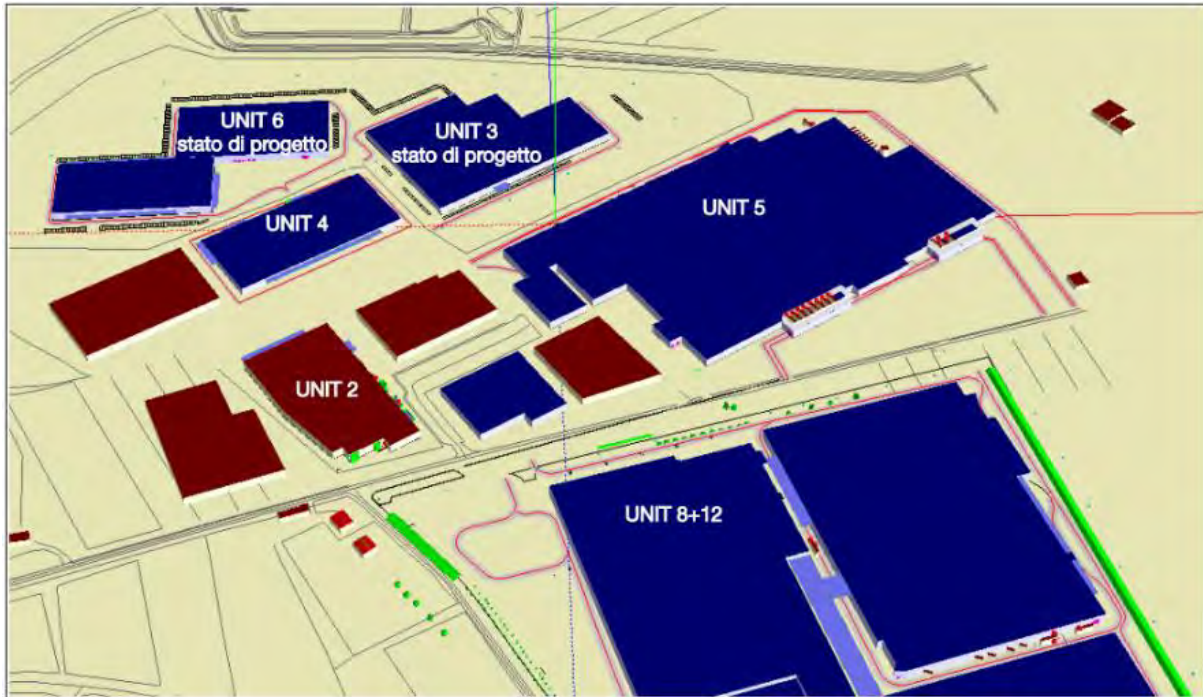 UNIT 6
stato di progetto
UNIT 3
stato di progetto
UNIT 4
UNIT 5
UNIT 2
UNIT 8+12